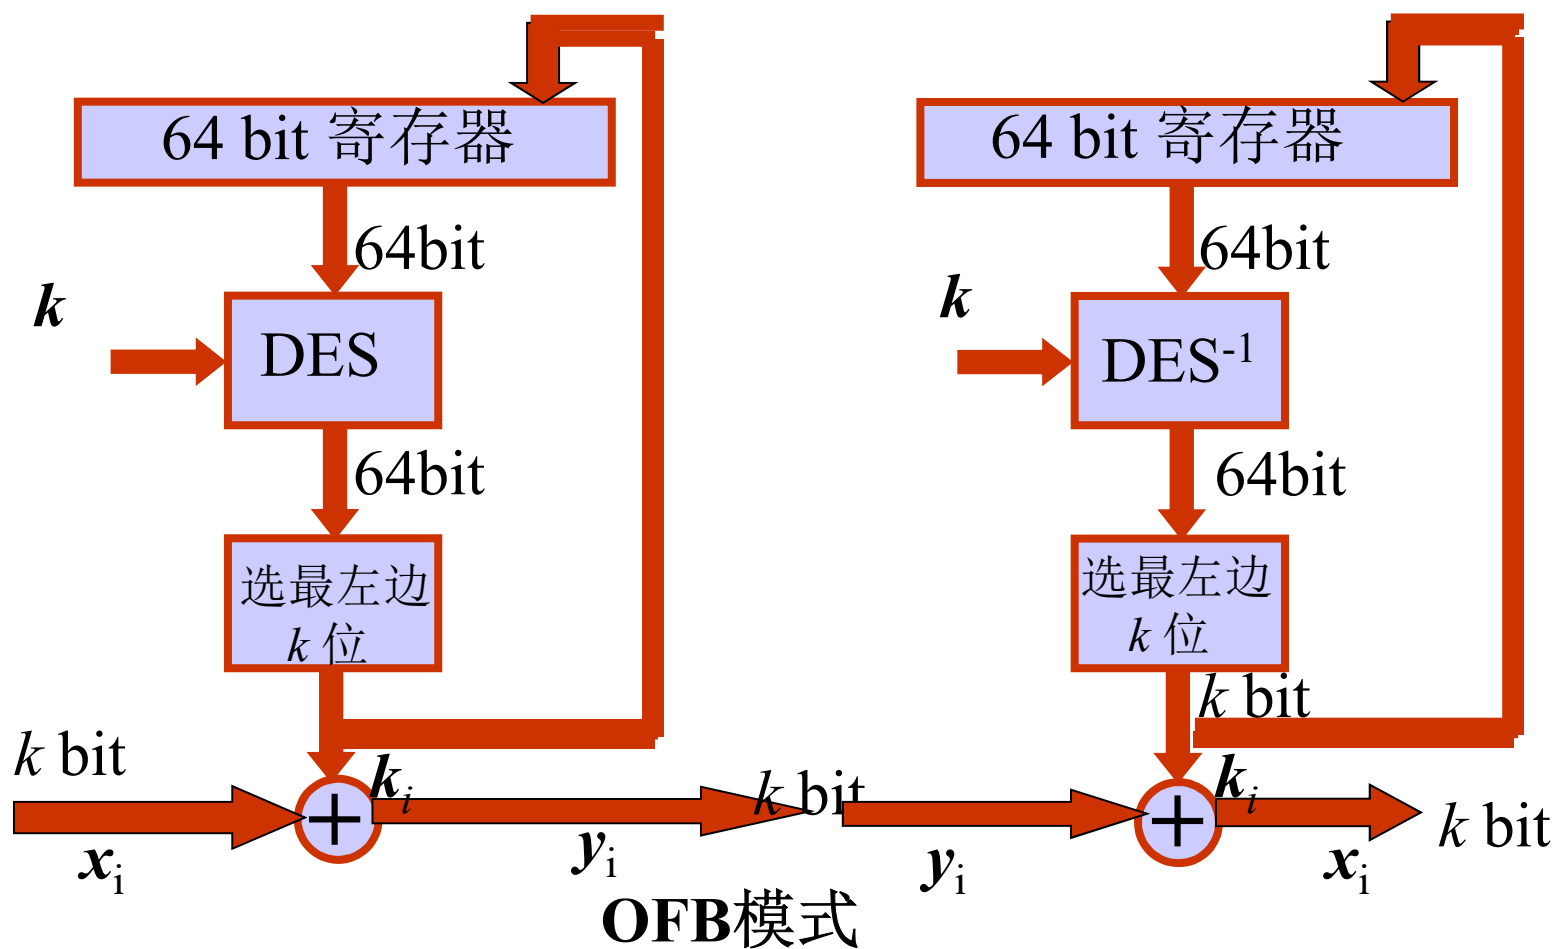 64 bit 寄存器
64bit
k
DES
64bit
选最左边
k 位
k bit
ki
xi
yi
k bit
64 bit 寄存器
64bit
k
DES-1
64bit
选最左边
k 位
k bit
ki
yi
xi
k bit
OFB模式